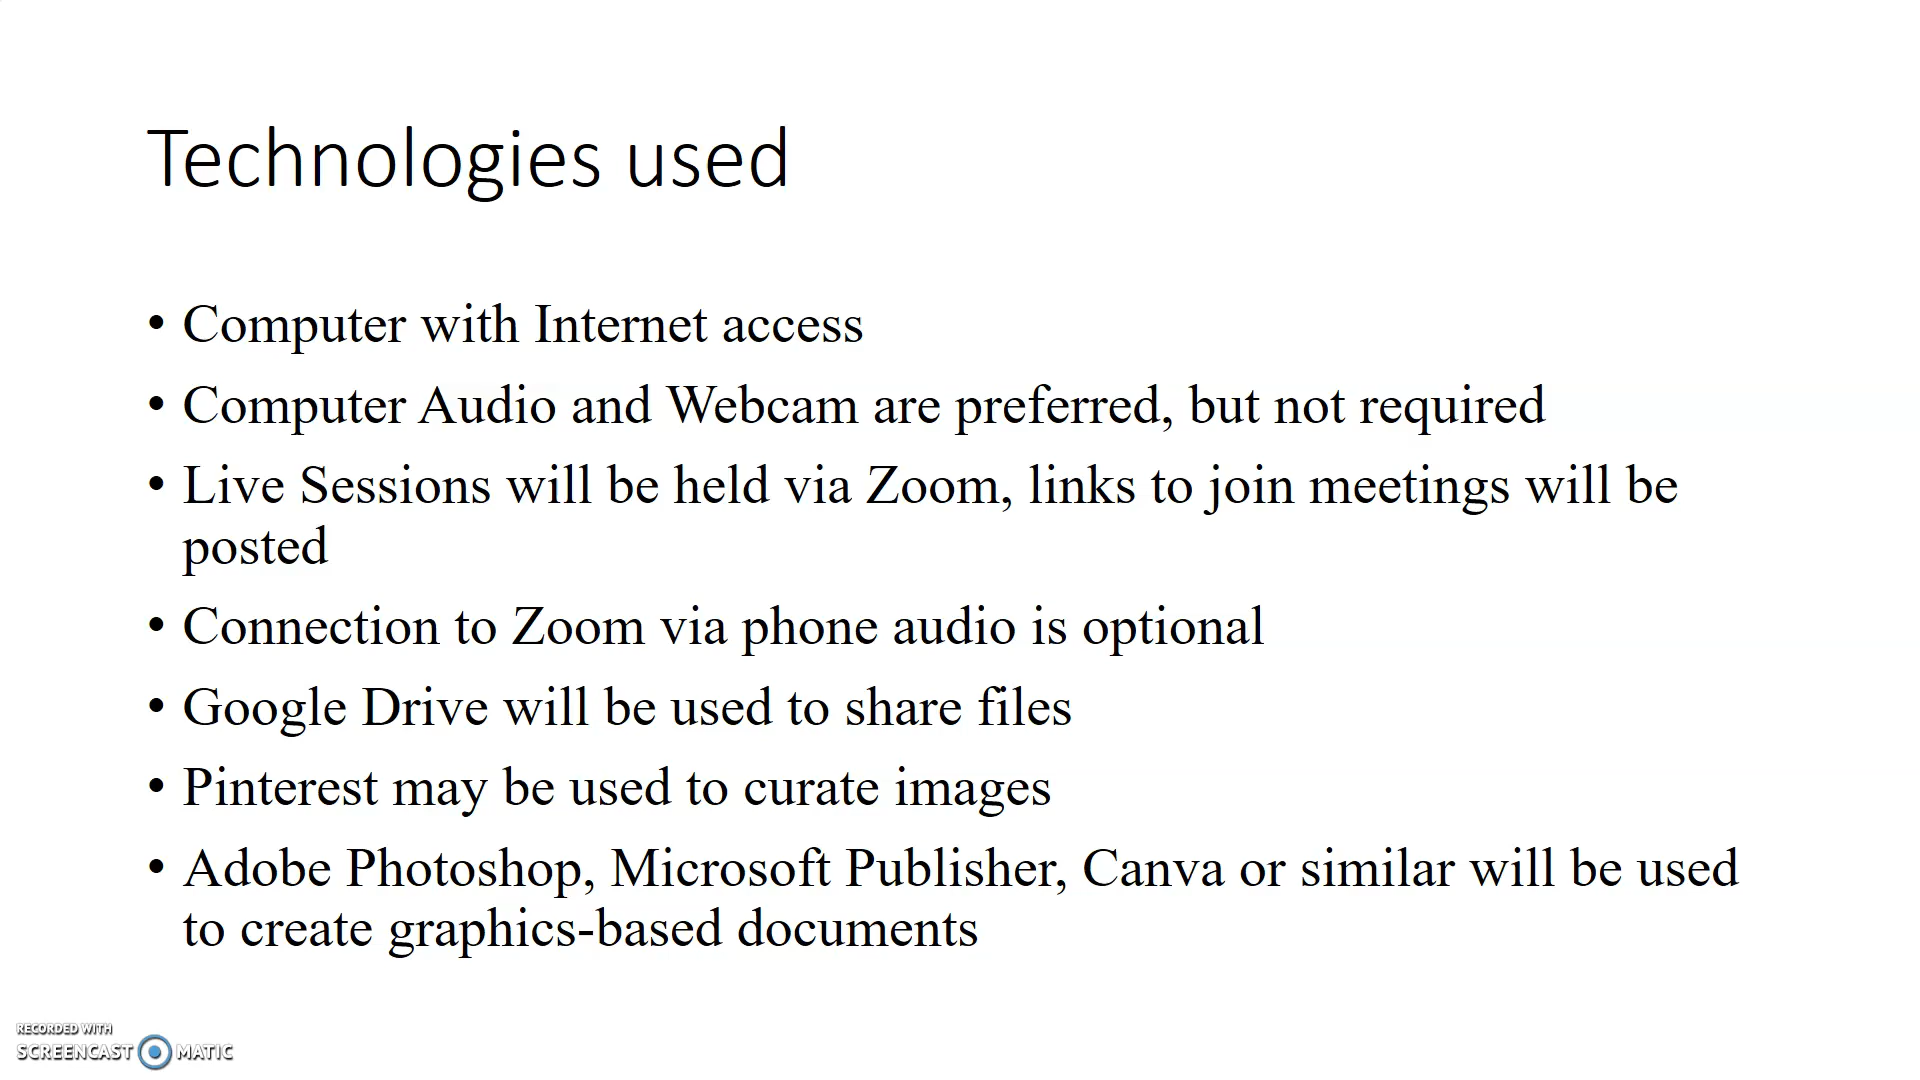 Technologies used
• Computer with Internet access
• Computer Audio and Webcam are preferred, but not required
• Live Sessions will be held via Zoom, links to join meetings will be
posted
• Connection to Zoom via phone audio is optional
• Google Drive will be used to share files
• Pinterest may be used to curate images
• Adobe Photoshop, Microsoft Publisher, Canva or similar will be used
to create graphics-based documents
RECORDED WITH
SCREENCAST MATIC